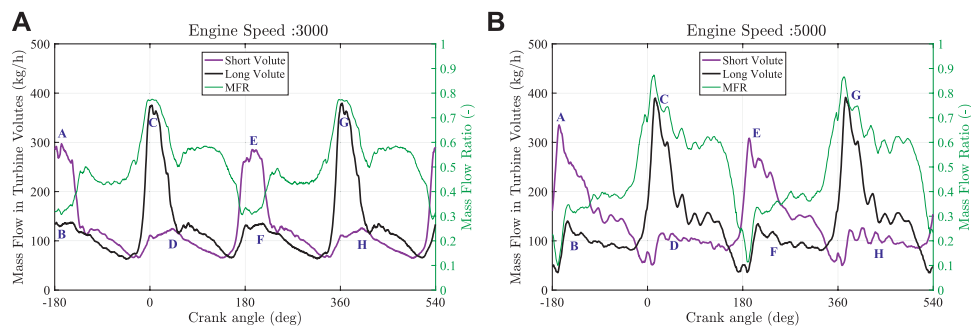 A
Engine Speed :3000
Mass Flow in Turbine Volutes (kg/h)
500
400
300
200
100
0
-180
0
180
360
540
Crank angle (deg)
1
0.9
0.8
0.7
0.6
0.5
0.4
0.3
0.2
0.1
0
Mass Flow Ratio (-)
Short Volute
Long Volute
MFR
A
B
C
D
E
F
G
H
B
Engine Speed :5000
Mass Flow in Turbine Volutes (kg/h)
500
400
300
200
100
0
-180
0
180
360
540
Crank angle (deg)
1
0.9
0.8
0.7
0.6
0.5
0.4
0.3
0.2
0.1
0
Mass Flow Ratio (-)
Short Volute
Long Volute
MFR
A
B
C
D
E
F
G
H